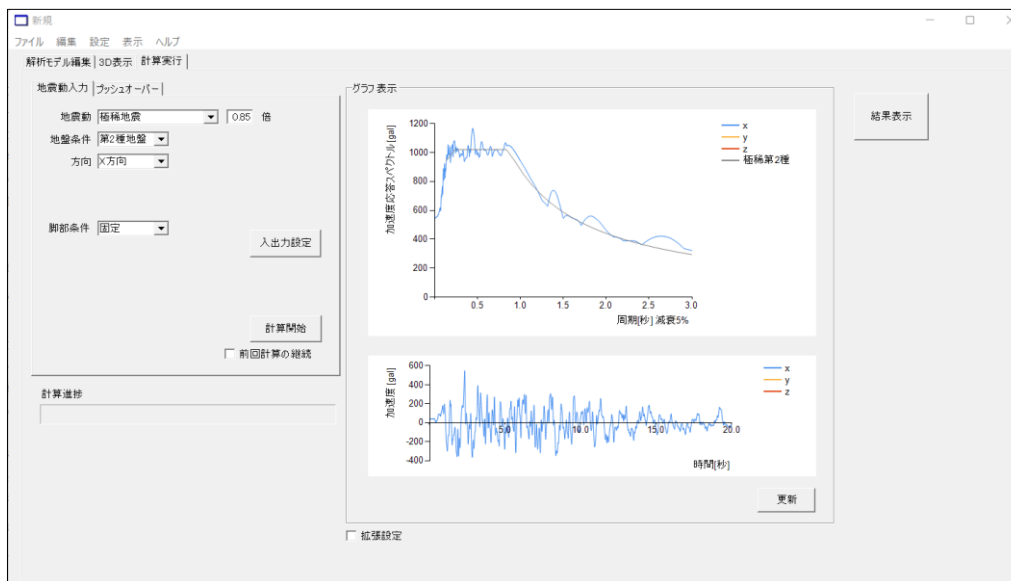 新規
ファイル 編集 設定 表示 ヘルプ
解析モデル編集 3D表示 計算実行
地震動入力 プッシュオーバー
地震動 極稀地震 0.85 倍
地盤条件 第2種地盤
方向 X方向
脚部条件 固定
入出力設定
計算開始
前回計算の継続
計算進捗
グラフ表示
加速度応答スペクトル[gal]
1200
1000
800
600
400
200
0
0.5 1.0 1.5 2.0 2.5 3.0
周期[秒] 減衰5%
x
y
z
極稀第2種
加速度[gal]
600
400
200
0
-200
-400
5.0 10.0 15.0 20.0
時間[秒]
x
y
z
更新
拡張設定
結果表示